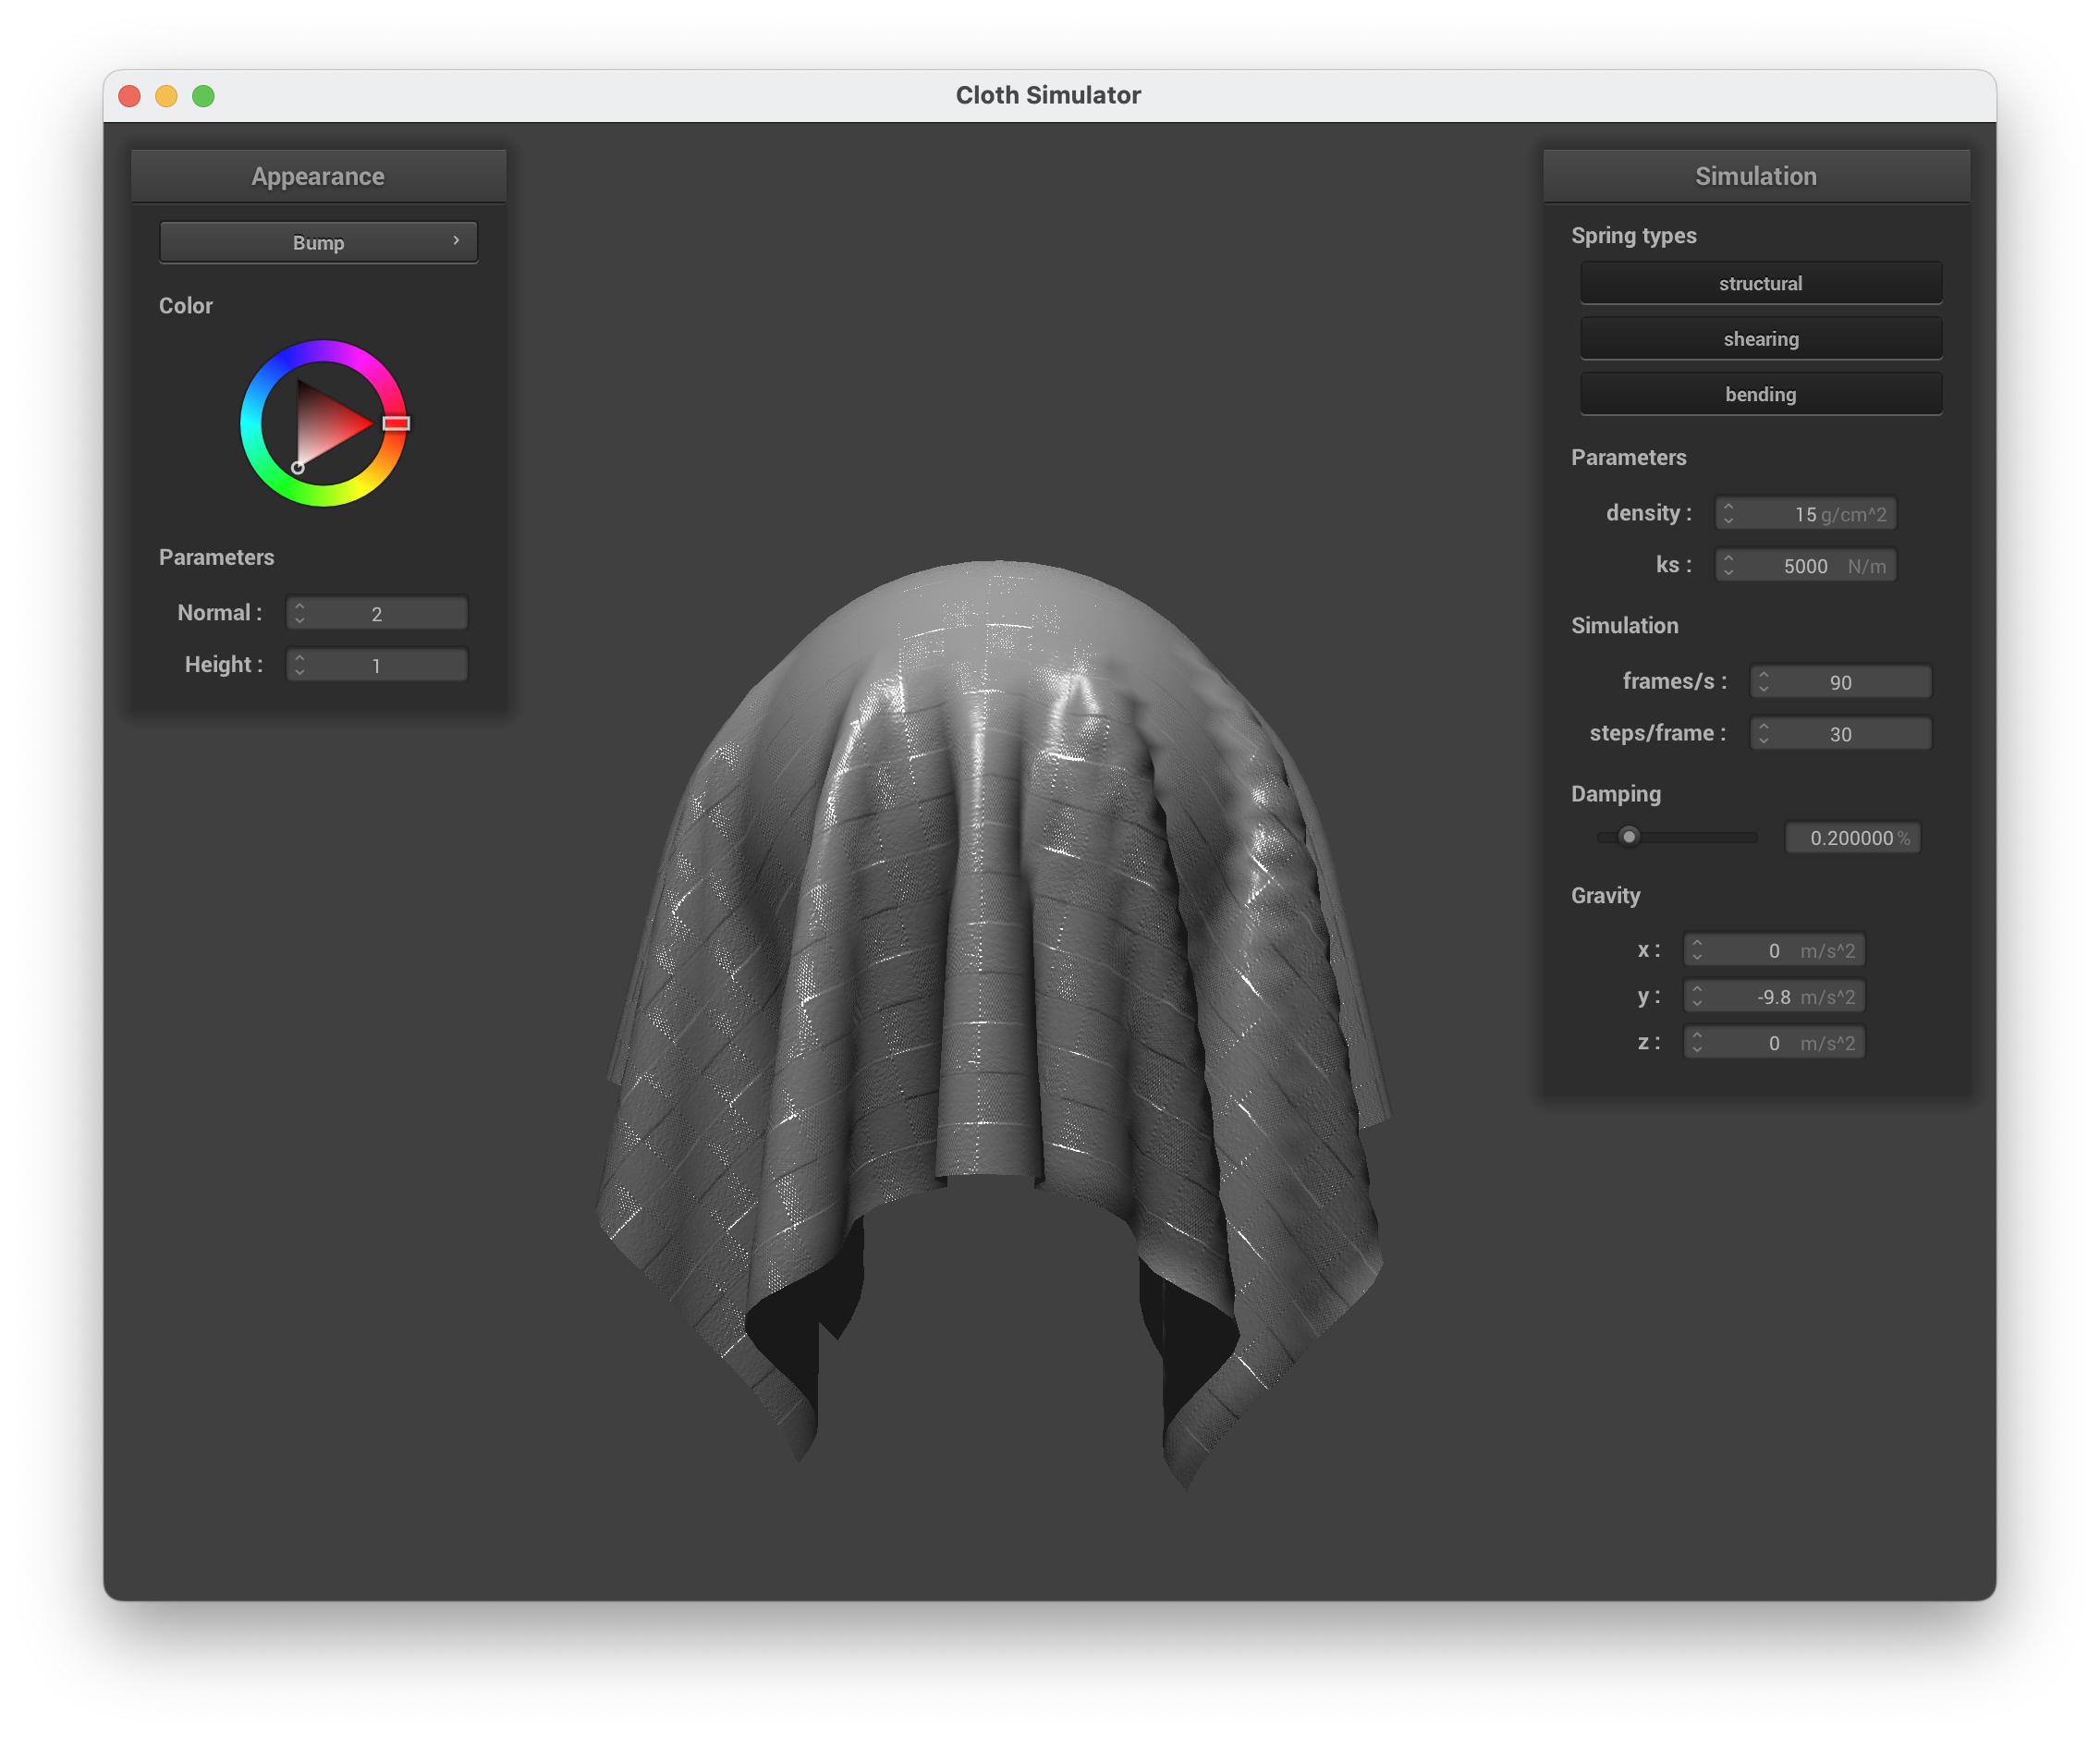 Cloth Simulator
Appearance
Bump
Color
Parameters
Normal : 2
Height : 1
Simulation
Spring types
structural
shearing
bending
Parameters
density : 15 g/cm^2
ks : 5000 N/m
Simulation
frames/s : 90
steps/frame : 30
Damping
0.200000 %
Gravity
x : 0 m/s^2
y : -9.8 m/s^2
z : 0 m/s^2